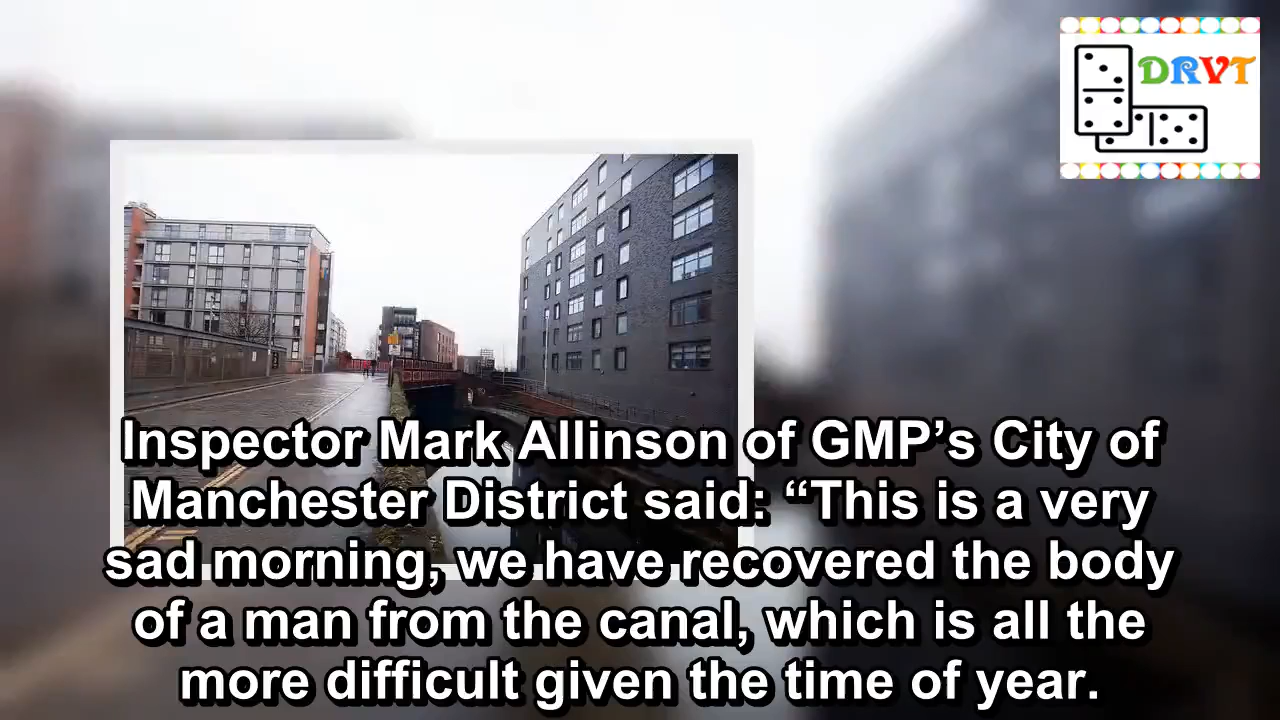 DRVT
Inspector Mark Allinson of GMP’s City of
Manchester District said: “This is a very
sad morning, we have recovered the body
of a man from the canal, which is all the
more difficult given the time of year.